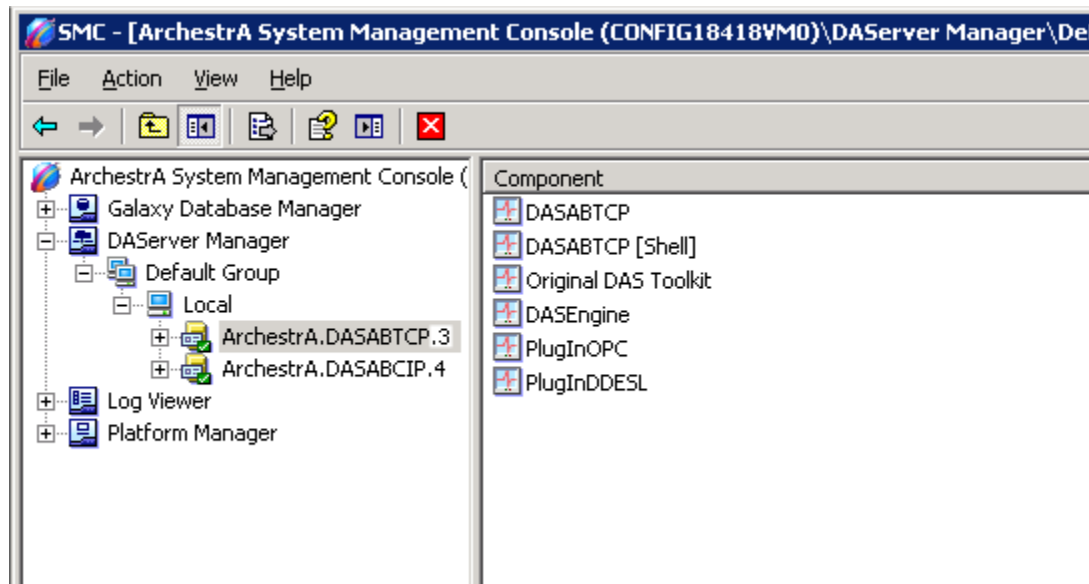 SMC - [ArchestrA System Management Console (CONFIG18418VM0)\DAServer Manager\De
File Action View Help
ArchestrA System Management Console (
Galaxy Database Manager
DAServer Manager
Default Group
Local
ArchestrA.DASABTCP.3
ArchestrA.DASABCIP.4
Log Viewer
Platform Manager
Component
DASABTCP
DASABTCP [Shell]
Original DAS Toolkit
DASEngine
PlugInOPC
PlugInDDESL